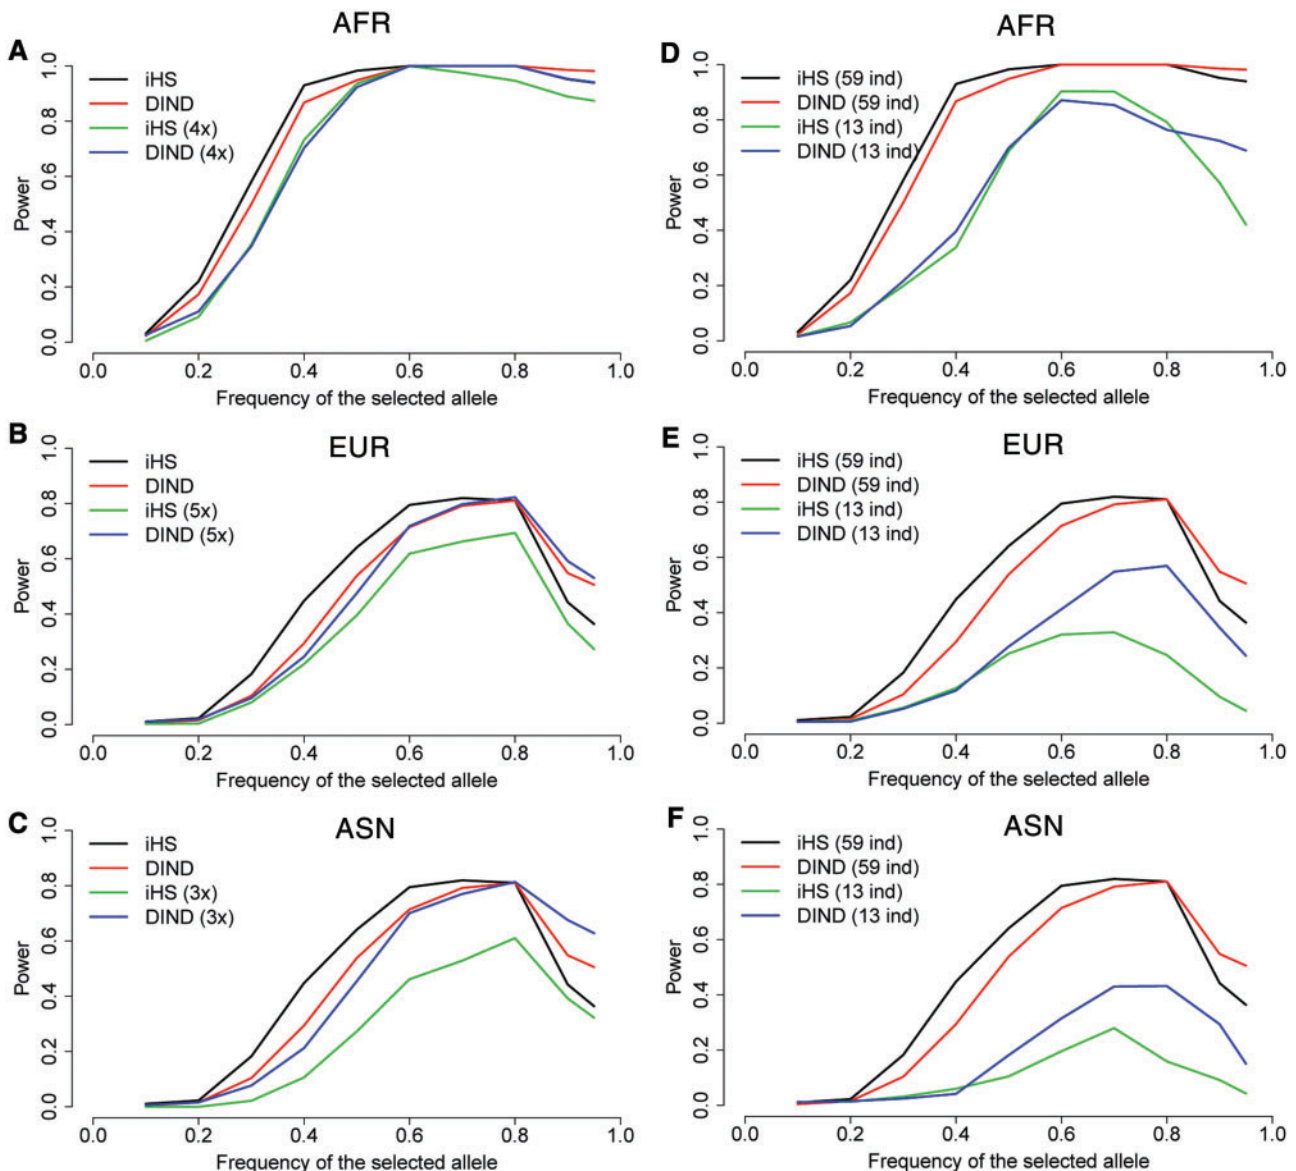 AFR
A
iHS
DIND
iHS (4x)
DIND (4x)
Power
0.0 0.2 0.4 0.6 0.8 1.0
0.0 0.2 0.4 0.6 0.8 1.0
Frequency of the selected allele
B
EUR
iHS
DIND
iHS (5x)
DIND (5x)
Power
0.0 0.2 0.4 0.6 0.8 1.0
0.0 0.2 0.4 0.6 0.8 1.0
Frequency of the selected allele
C
ASN
iHS
DIND
iHS (3x)
DIND (3x)
Power
0.0 0.2 0.4 0.6 0.8 1.0
0.0 0.2 0.4 0.6 0.8 1.0
Frequency of the selected allele
AFR
D
iHS (59 ind)
DIND (59 ind)
iHS (13 ind)
DIND (13 ind)
Power
0.0 0.2 0.4 0.6 0.8 1.0
0.0 0.2 0.4 0.6 0.8 1.0
Frequency of the selected allele
E
EUR
iHS (59 ind)
DIND (59 ind)
iHS (13 ind)
DIND (13 ind)
Power
0.0 0.2 0.4 0.6 0.8 1.0
0.0 0.2 0.4 0.6 0.8 1.0
Frequency of the selected allele
F
ASN
iHS (59 ind)
DIND (59 ind)
iHS (13 ind)
DIND (13 ind)
Power
0.0 0.2 0.4 0.6 0.8 1.0
0.0 0.2 0.4 0.6 0.8 1.0
Frequency of the selected allele